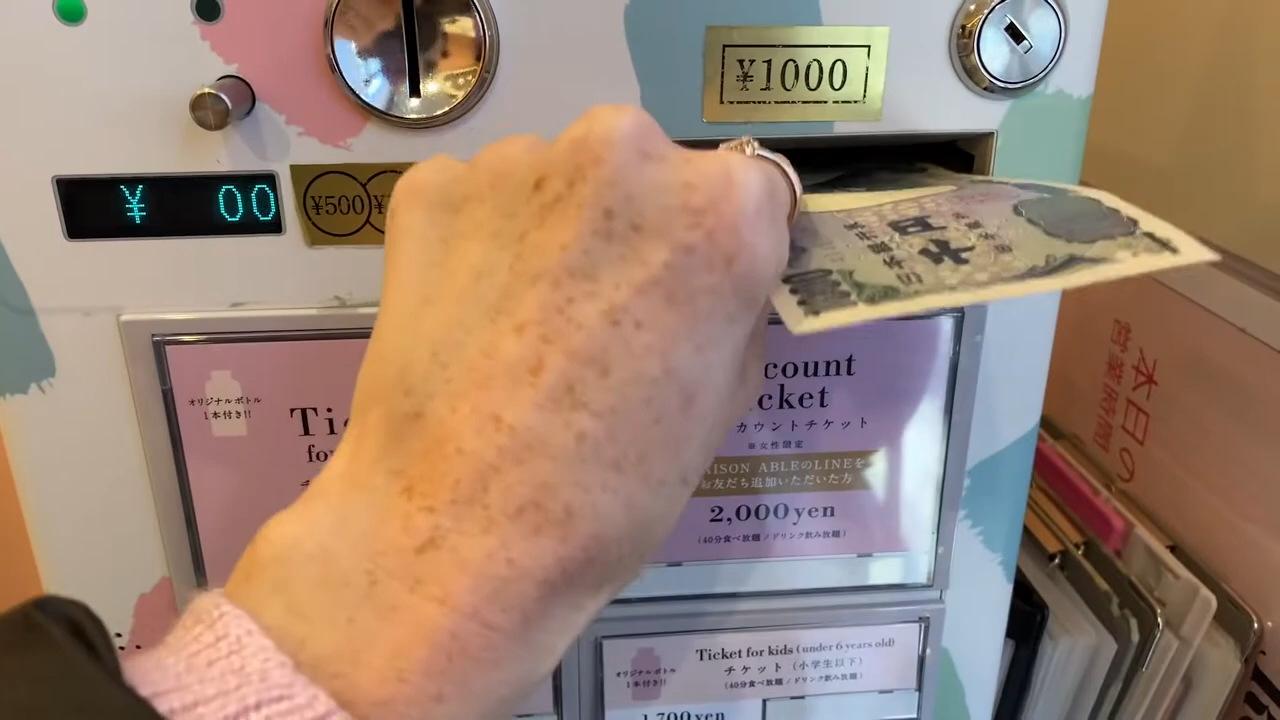 ¥1000
¥ 00
¥500
千円
オリジナルボトル
1本付き!!
count
cket
カウントチケット
※女性限定
AISON ABLEのLINEを
お友だち追加いただいた方
2,000yen
(40分食べ放題/ドリンク飲み放題)
Ticket for kids (under 6 years old)
チケット(小学生以下)
(40分食べ放題/ドリンク飲み放題)
オリジナルボトル
1本付き!!
1,700yen
本日の
営業時間